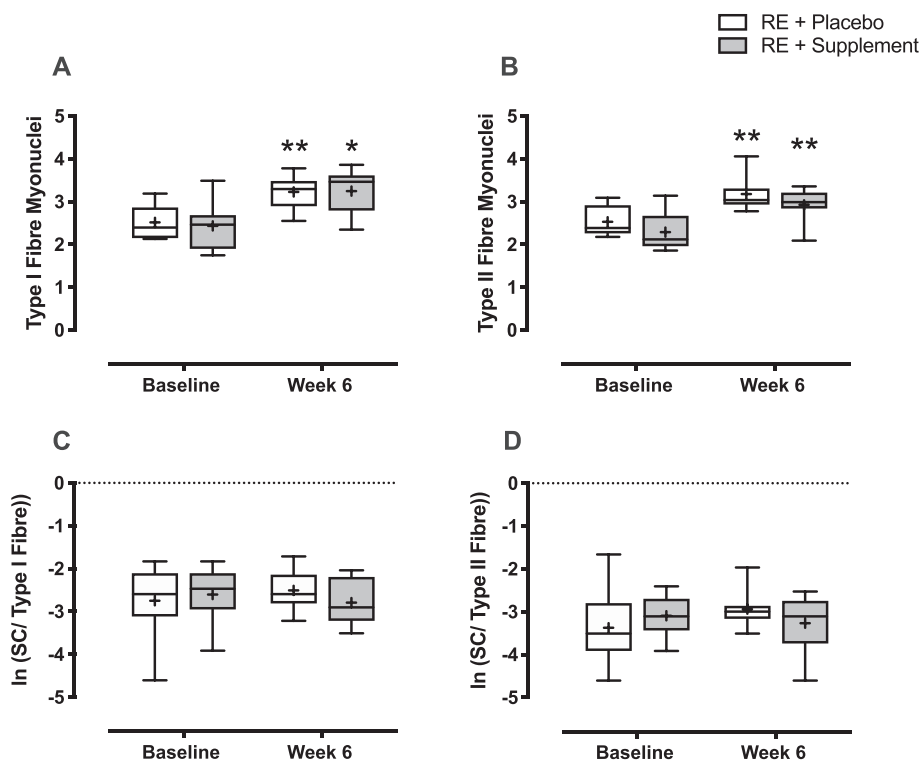 RE + Placebo
RE + Supplement
A
Type I Fibre Myonuclei
5
4
3
2
1
0
** *
Baseline Week 6
B
Type II Fibre Myonuclei
5
4
3
2
1
0
** **
Baseline Week 6
C
ln (SC/ Type I Fibre))
0
-1
-2
-3
-4
-5
Baseline Week 6
D
ln (SC/ Type II Fibre))
0
-1
-2
-3
-4
-5
Baseline Week 6